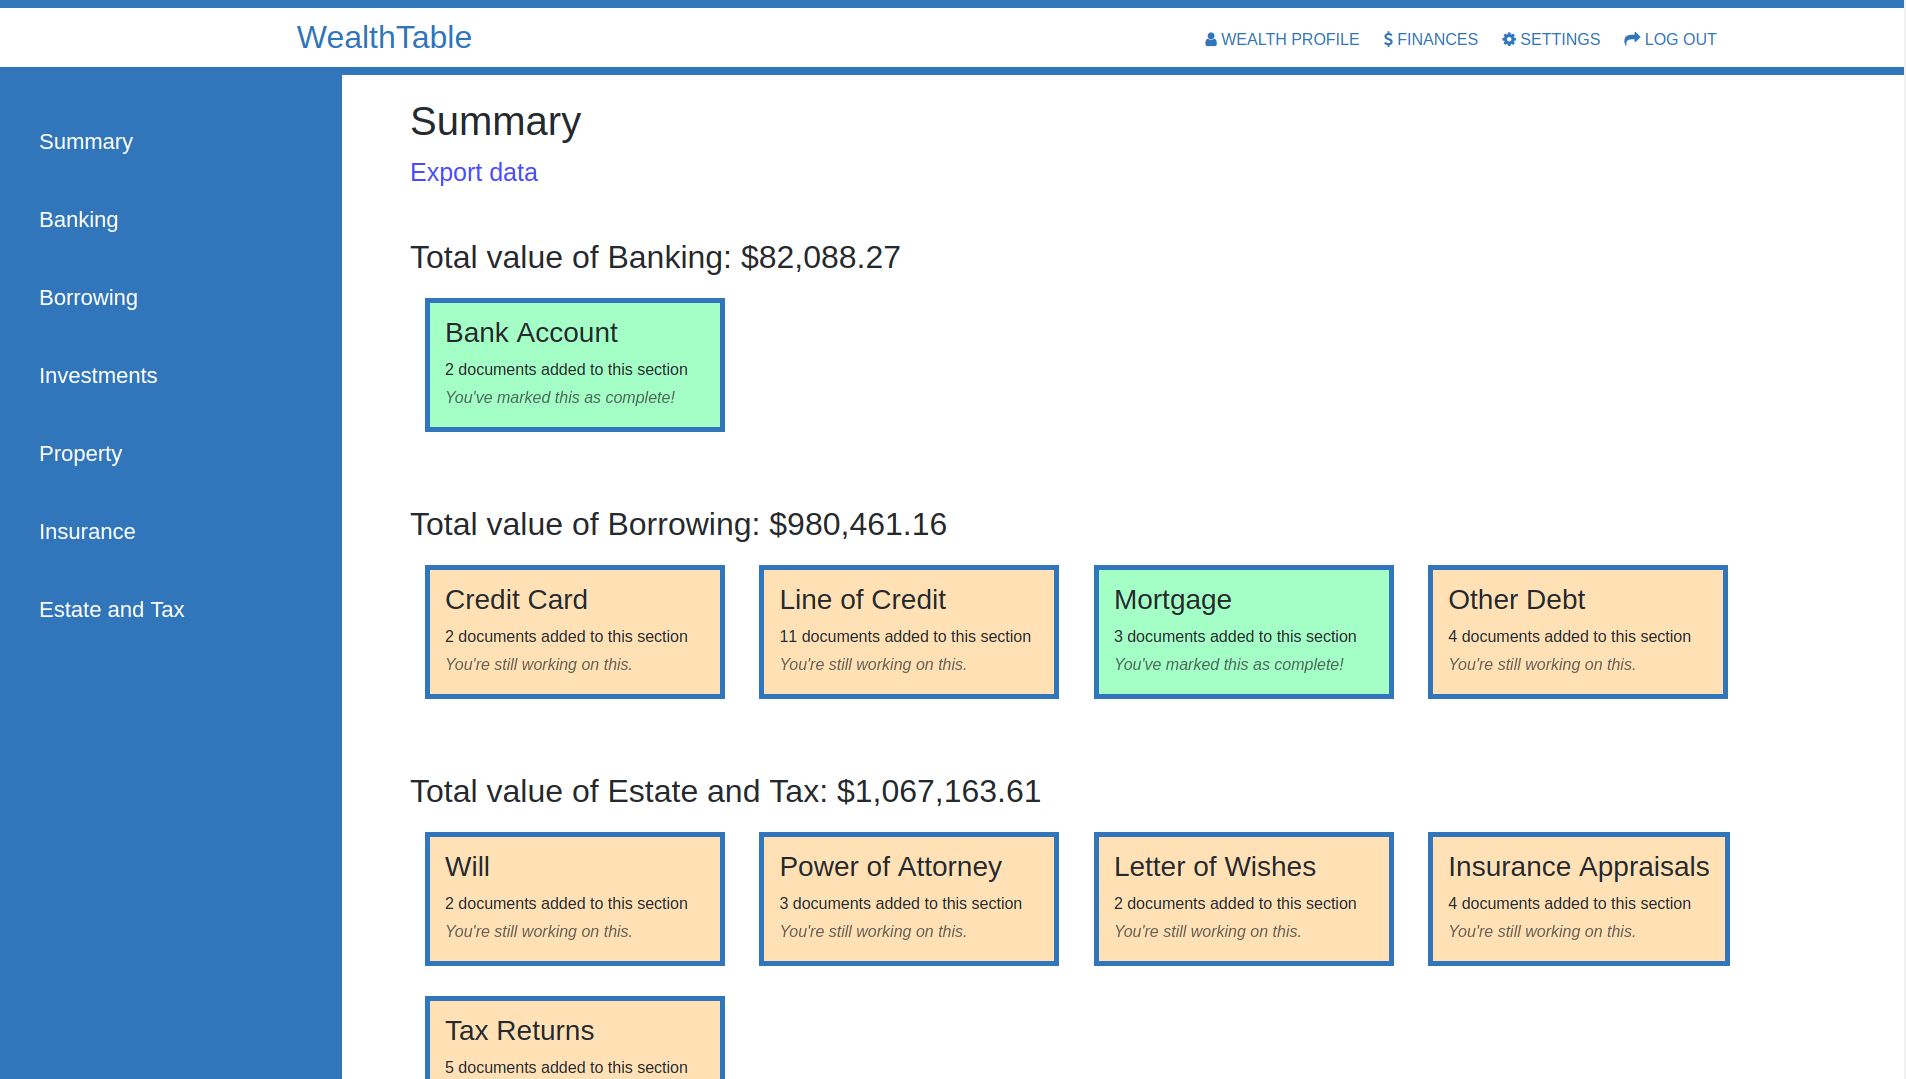 WealthTable
WEALTH PROFILE
FINANCES
SETTINGS
LOG OUT
Summary
Banking
Borrowing
Investments
Property
Insurance
Estate and Tax
Summary
Export data
Total value of Banking: $82,088.27
Bank Account
2 documents added to this section
You've marked this as complete!
Total value of Borrowing: $980,461.16
Credit Card
2 documents added to this section
You're still working on this.
Line of Credit
11 documents added to this section
You're still working on this.
Mortgage
3 documents added to this section
You've marked this as complete!
Other Debt
4 documents added to this section
You're still working on this.
Total value of Estate and Tax: $1,067,163.61
Will
2 documents added to this section
You're still working on this.
Power of Attorney
3 documents added to this section
You're still working on this.
Letter of Wishes
2 documents added to this section
You're still working on this.
Insurance Appraisals
4 documents added to this section
You're still working on this.
Tax Returns
5 documents added to this section